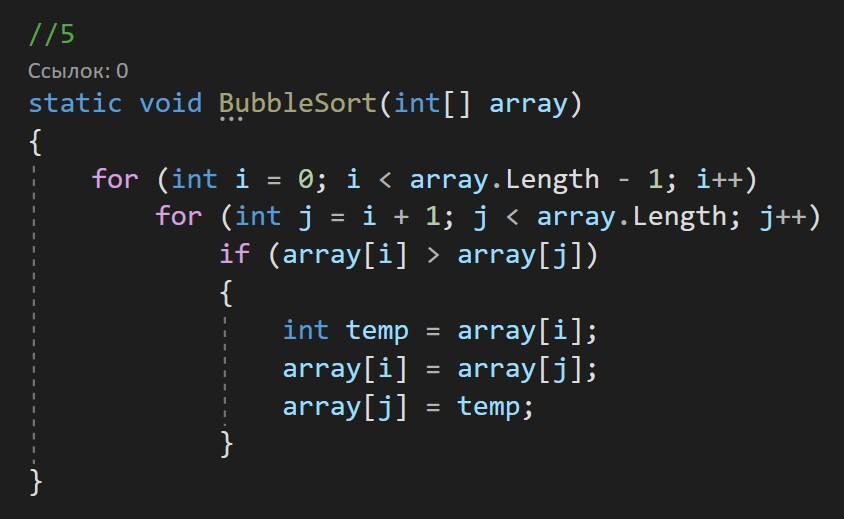 //5
Ссылок: 0
static void BubbleSort(int[] array)
{
for (int i = 0; i < array.Length - 1; i++)
for (int j = i + 1; j < array.Length; j++)
if (array[i] > array[j])
{
int temp = array[i];
array[i] = array[j];
array[j] = temp;
}
}